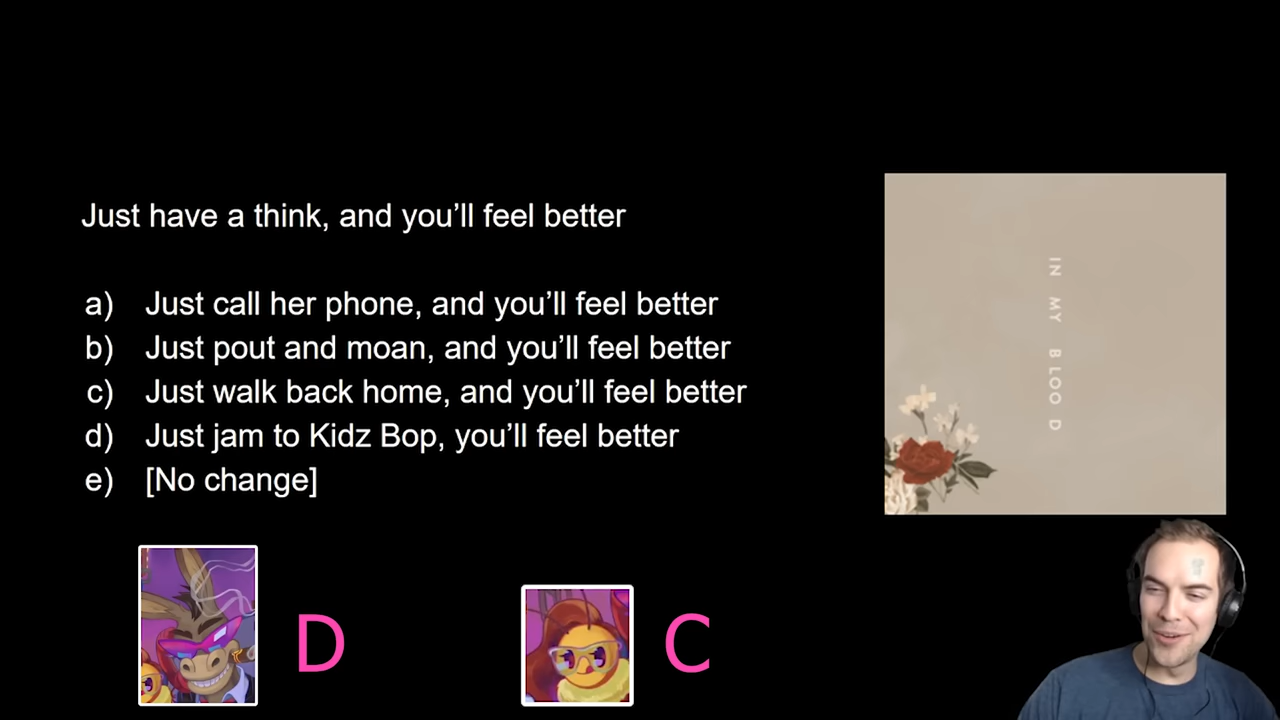 Just have a think, and you’ll feel better
a) Just call her phone, and you’ll feel better
b) Just pout and moan, and you’ll feel better
c) Just walk back home, and you’ll feel better
d) Just jam to Kidz Bop, you’ll feel better
e) [No change]
IN MY BLOOD
D
C